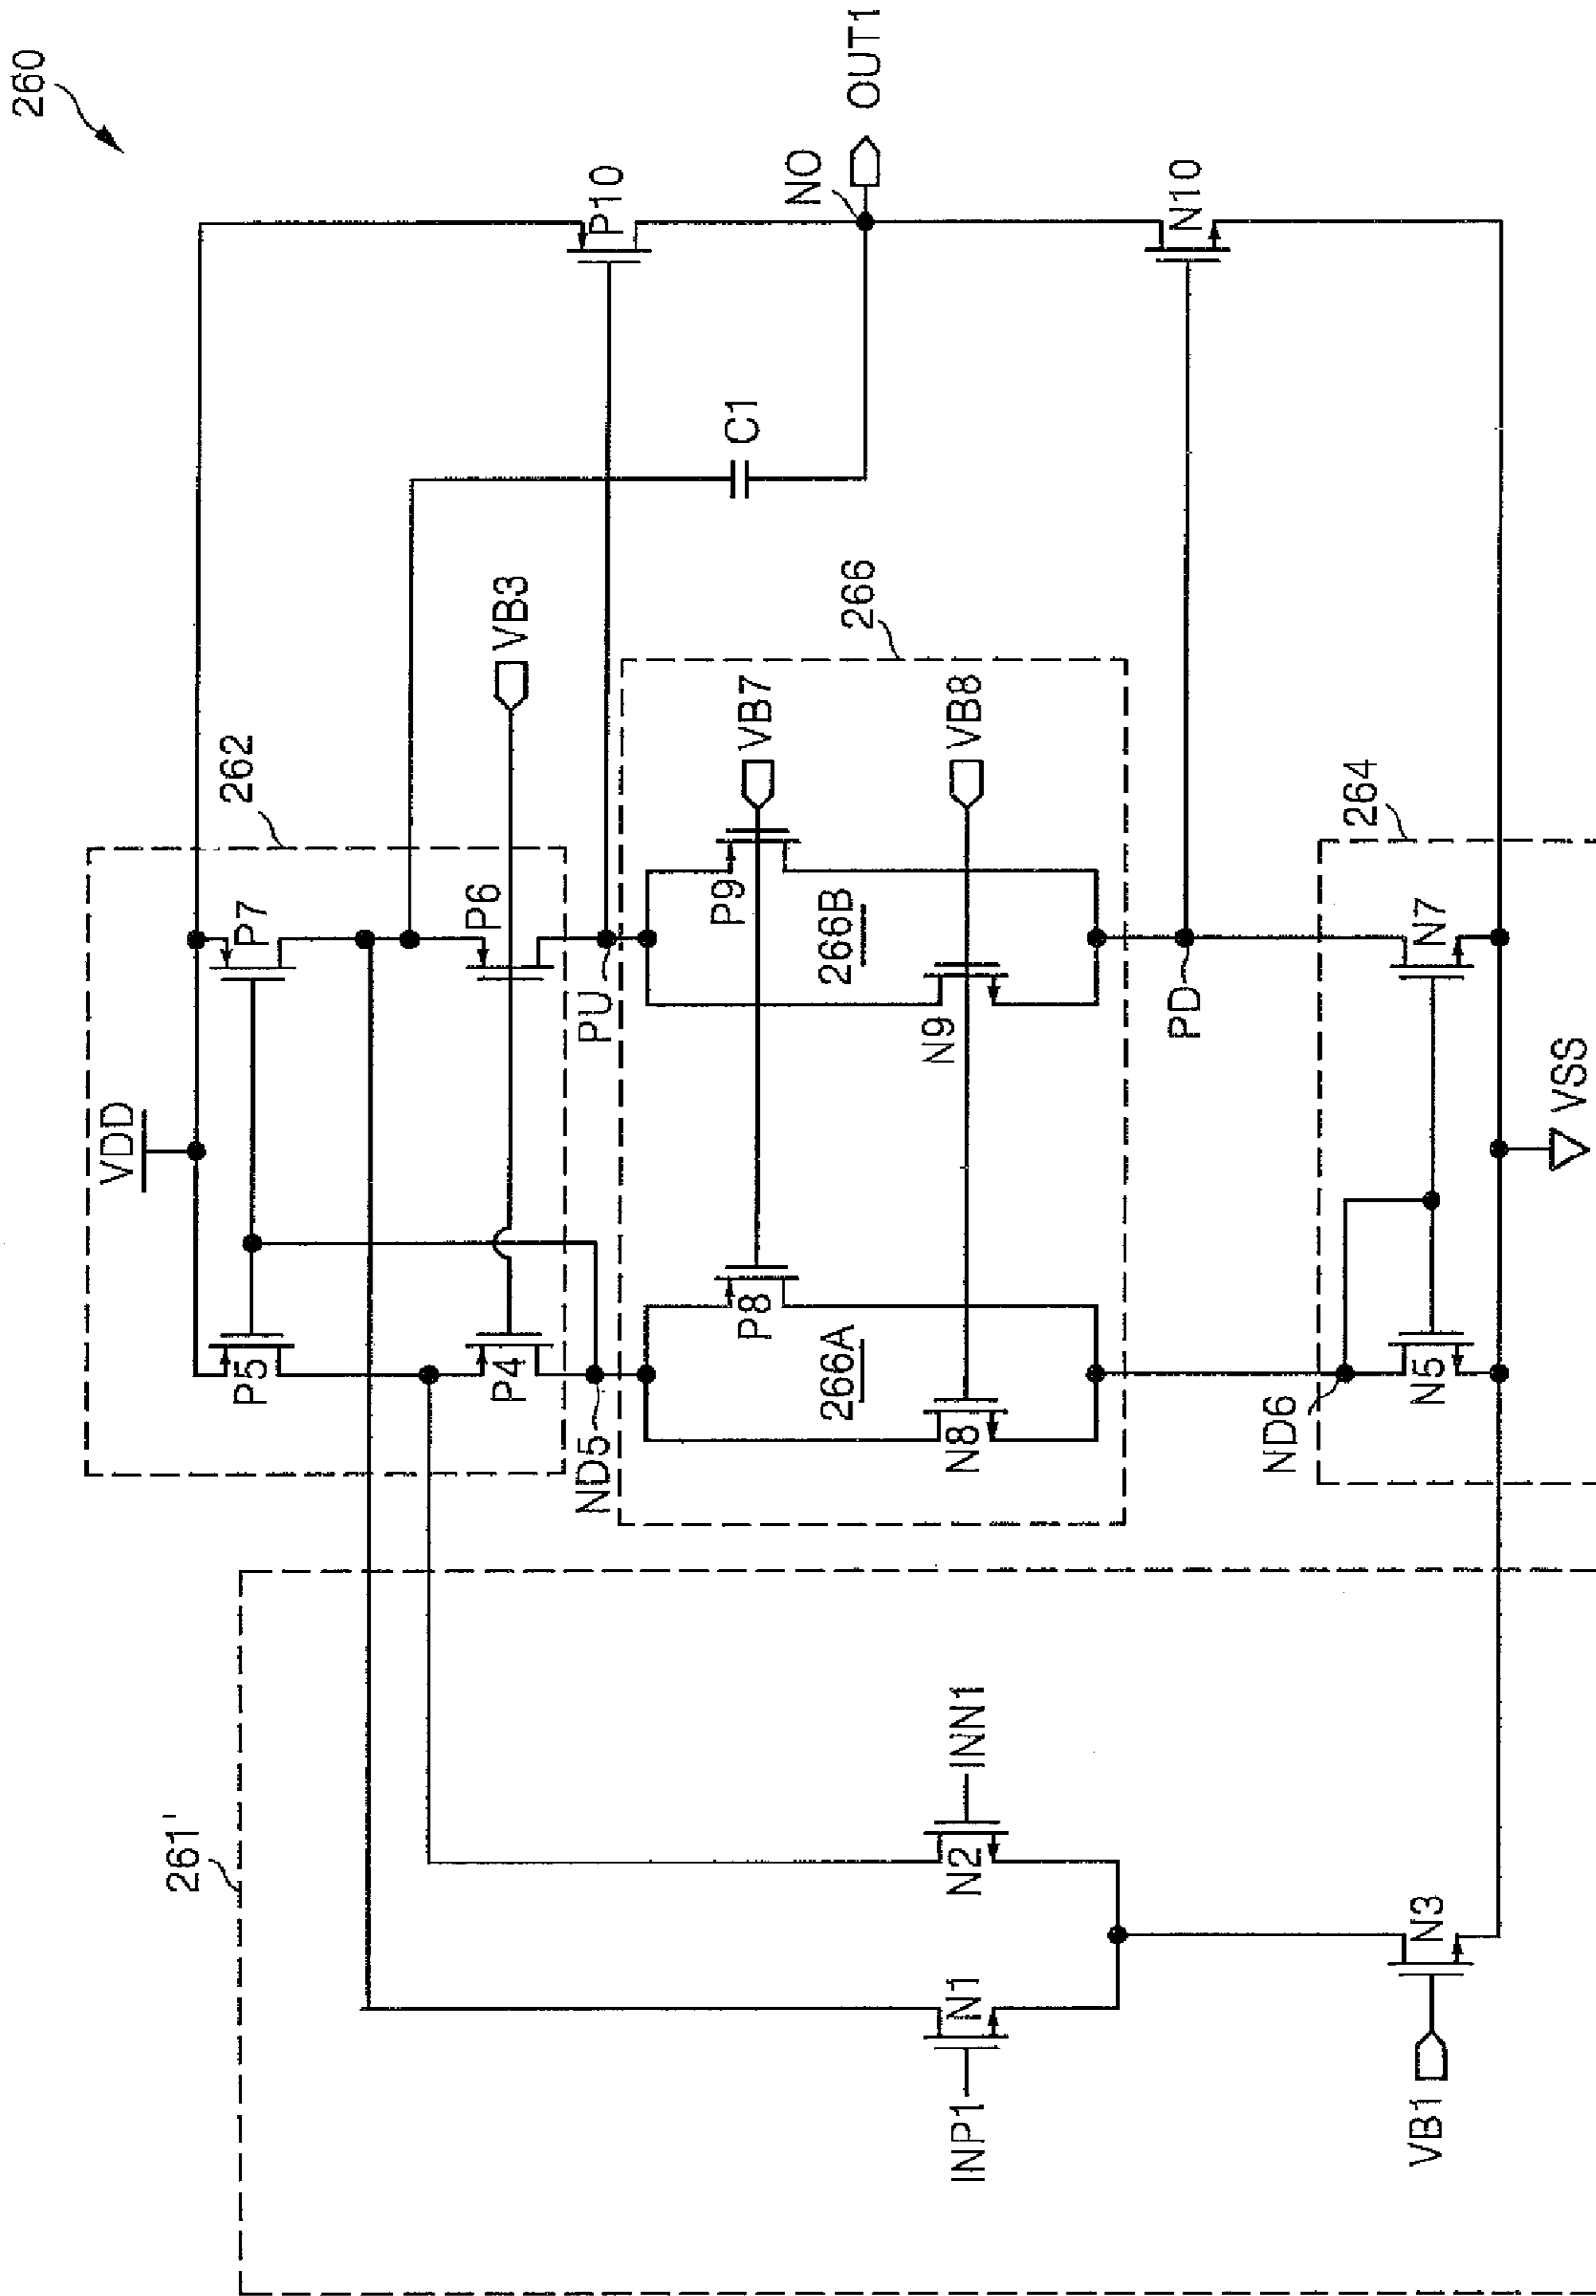 260
VDD
262
P5
P7
P4
P6
VB3
ND5
PU
C1
P10
NO
OUT1
266
P8
P9
VB7
266A
266B
N8
N9
VB8
261'
INP1
N1
N2
INN1
PD
N10
264
ND6
N5
N7
VB1
N3
VSS